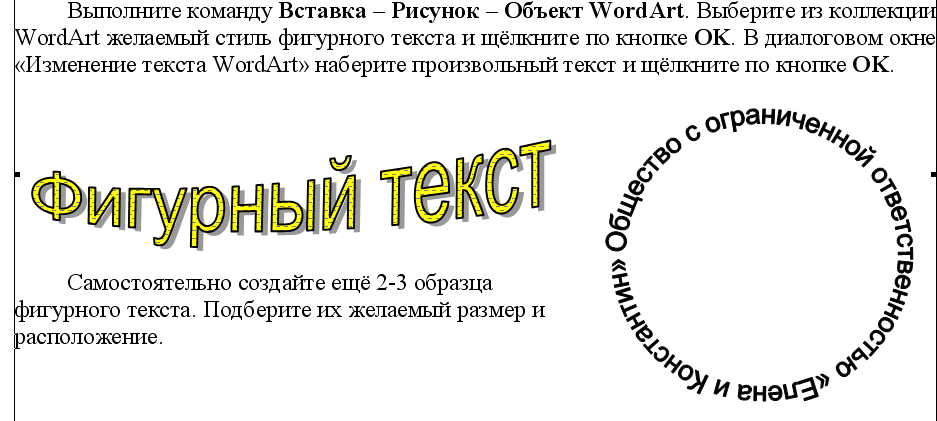 Выполните команду Вставка – Рисунок – Объект WordArt. Выберите из коллекции
WordArt желаемый стиль фигурного текста и щёлкните по кнопке ОК. В диалоговом окне
«Изменение текста WordArt» наберите произвольный текст и щёлкните по кнопке ОК.
Фигурный текст
Общество с ограниченной ответственностью «Елена и Константин»
Самостоятельно создайте ещё 2-3 образца
фигурного текста. Подберите их желаемый размер и
расположение.